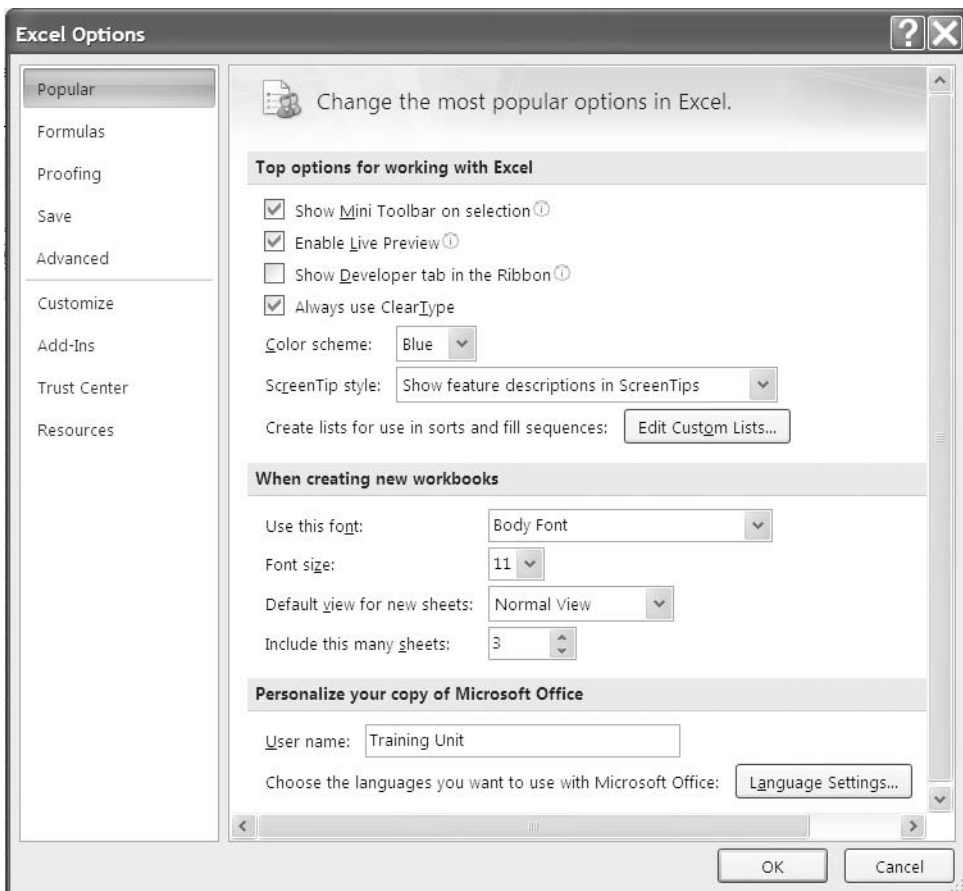 Excel Options
Popular
Formulas
Proofing
Save
Advanced
Customize
Add-Ins
Trust Center
Resources
Change the most popular options in Excel.
Top options for working with Excel
Show Mini Toolbar on selection
Enable Live Preview
Show Developer tab in the Ribbon
Always use ClearType
Color scheme: Blue
ScreenTip style: Show feature descriptions in ScreenTips
Create lists for use in sorts and fill sequences: Edit Custom Lists...
When creating new workbooks
Use this font: Body Font
Font size: 11
Default view for new sheets: Normal View
Include this many sheets: 3
Personalize your copy of Microsoft Office
User name: Training Unit
Choose the languages you want to use with Microsoft Office: Language Settings...
OK Cancel